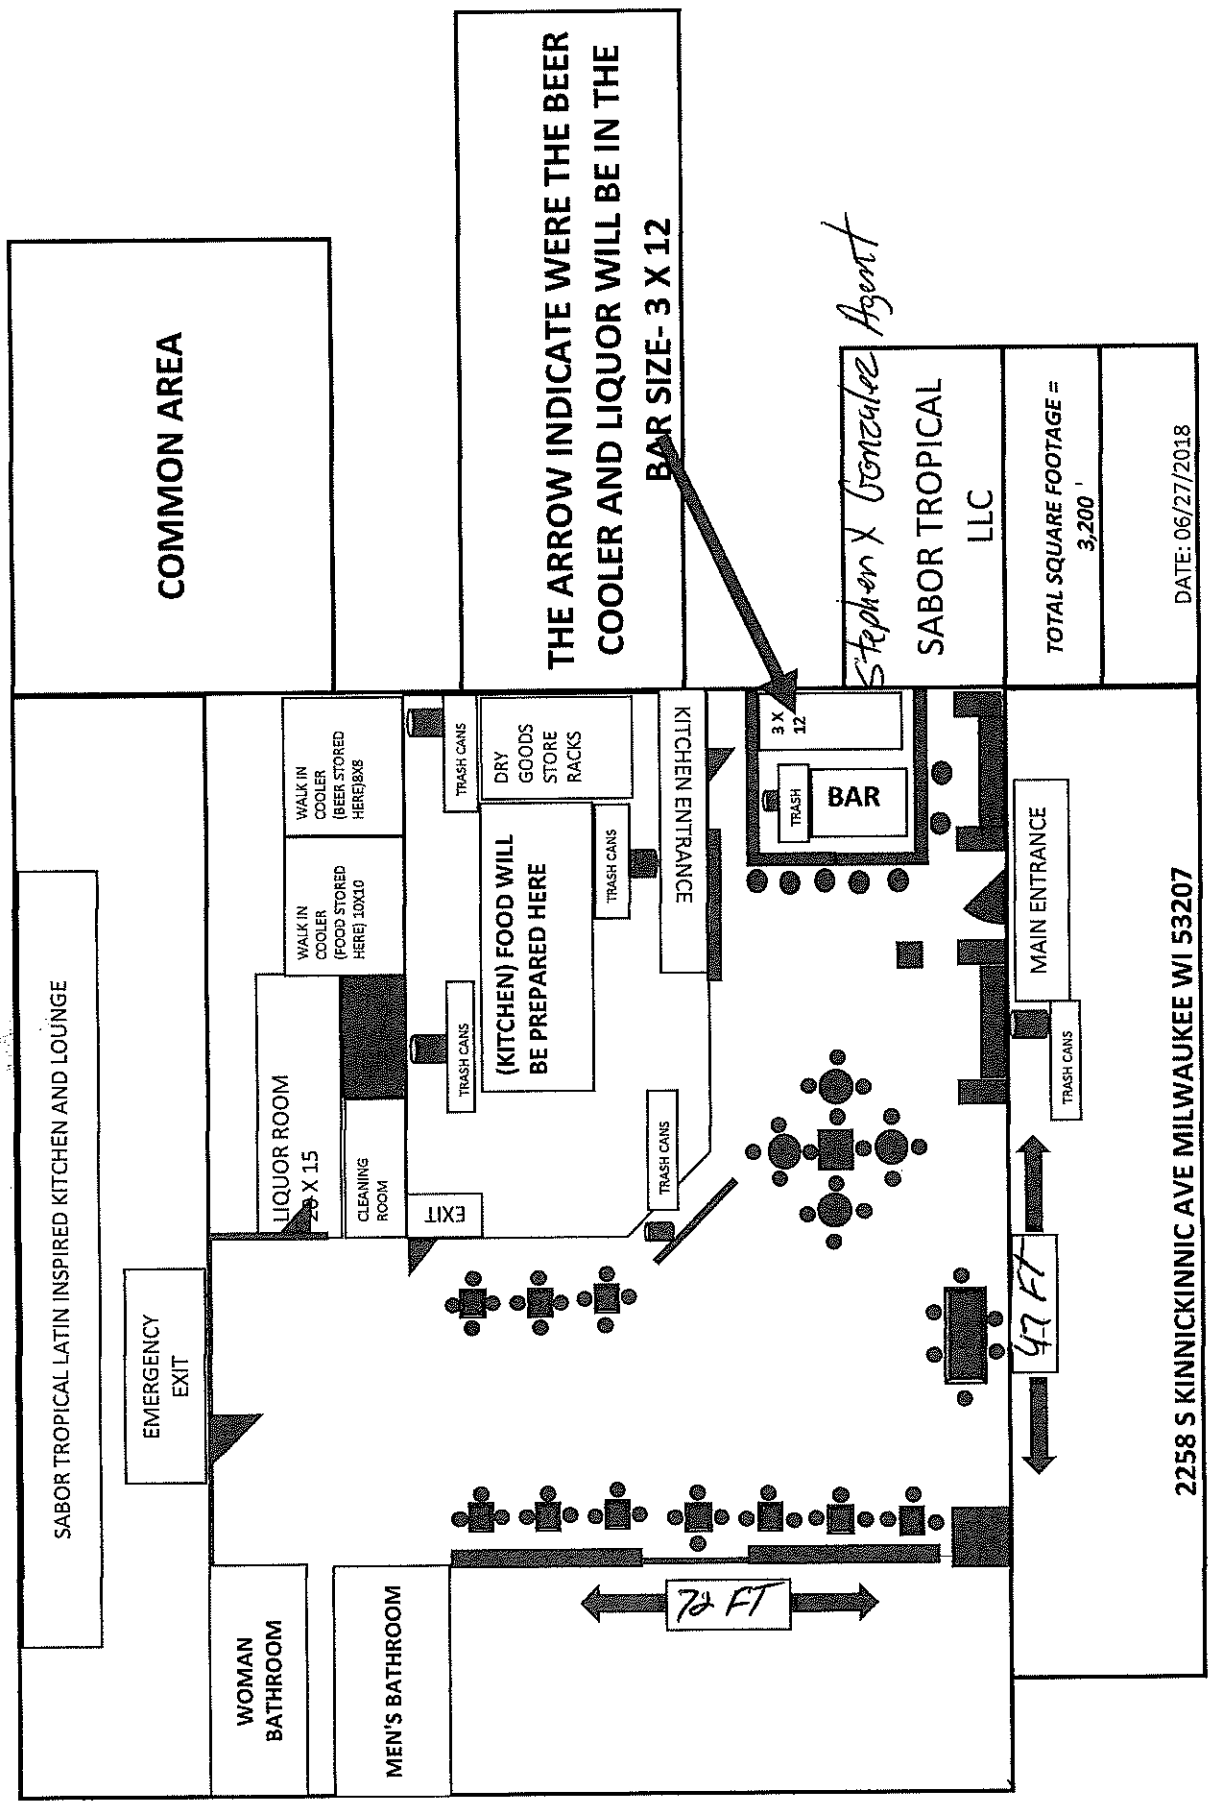 SABOR TROPICAL LATIN INSPIRED KITCHEN AND LOUNGE
COMMON AREA
EMERGENCY
EXIT
WOMAN
BATHROOM
MEN'S BATHROOM
LIQUOR ROOM
20 X 15
CLEANING
ROOM
WALK IN
COOLER
(FOOD STORED
HERE) 10X10
WALK IN
COOLER
(BEER STORED
HERE)8X8
EXIT
TRASH CANS
TRASH CANS
DRY
GOODS
STORE
RACKS
(KITCHEN) FOOD WILL
BE PREPARED HERE
TRASH CANS
TRASH CANS
KITCHEN ENTRANCE
THE ARROW INDICATE WERE THE BEER
COOLER AND LIQUOR WILL BE IN THE
BAR SIZE- 3 X 12
3 X
12
TRASH
BAR
72 FT
47 FT
MAIN ENTRANCE
TRASH CANS
Stephen X Gonzalez Agent
SABOR TROPICAL
LLC
TOTAL SQUARE FOOTAGE =
3,200 '
DATE: 06/27/2018
2258 S KINNICKINNIC AVE MILWAUKEE WI 53207